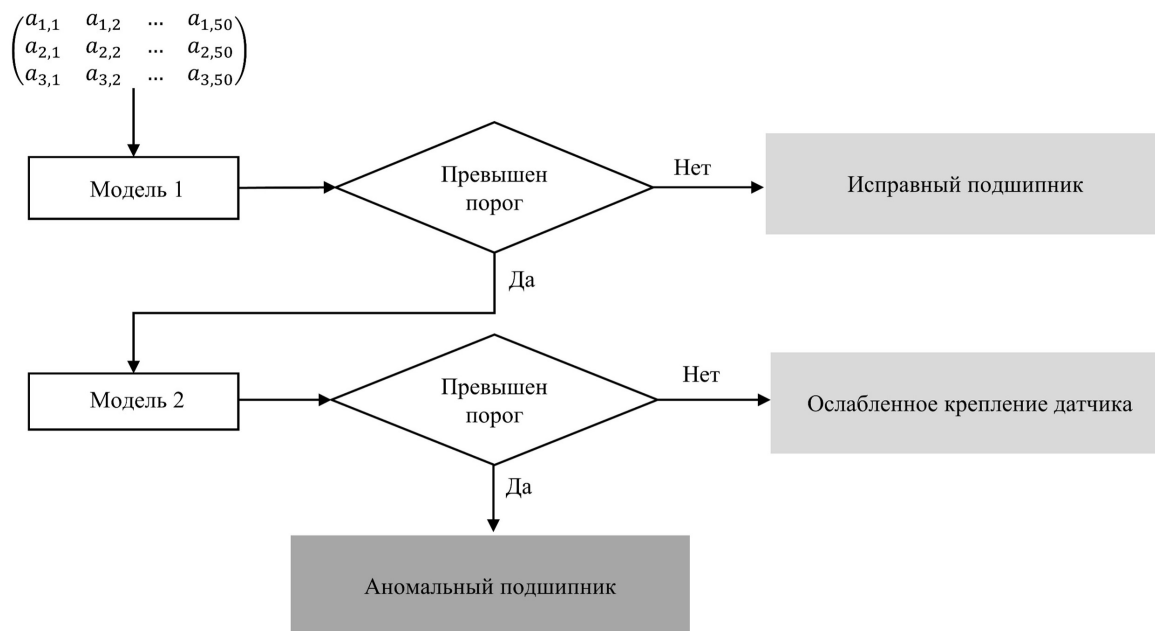 a1,1 a1,2 ... a1,50
a2,1 a2,2 ... a2,50
a3,1 a3,2 ... a3,50
Модель 1
Превышен
порог
Нет
Исправный подшипник
Да
Модель 2
Превышен
порог
Нет
Ослабленное крепление датчика
Да
Аномальный подшипник